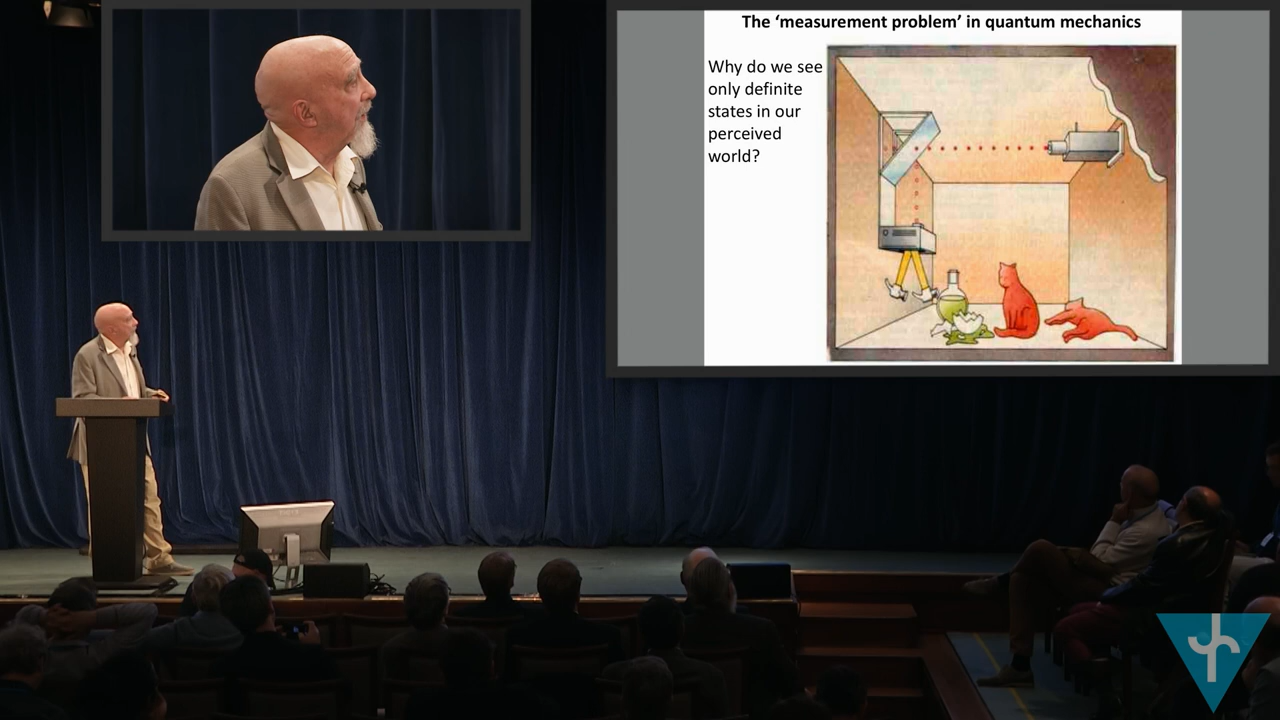 The ‘measurement problem’ in quantum mechanics
Why do we see
only definite
states in our
perceived
world?